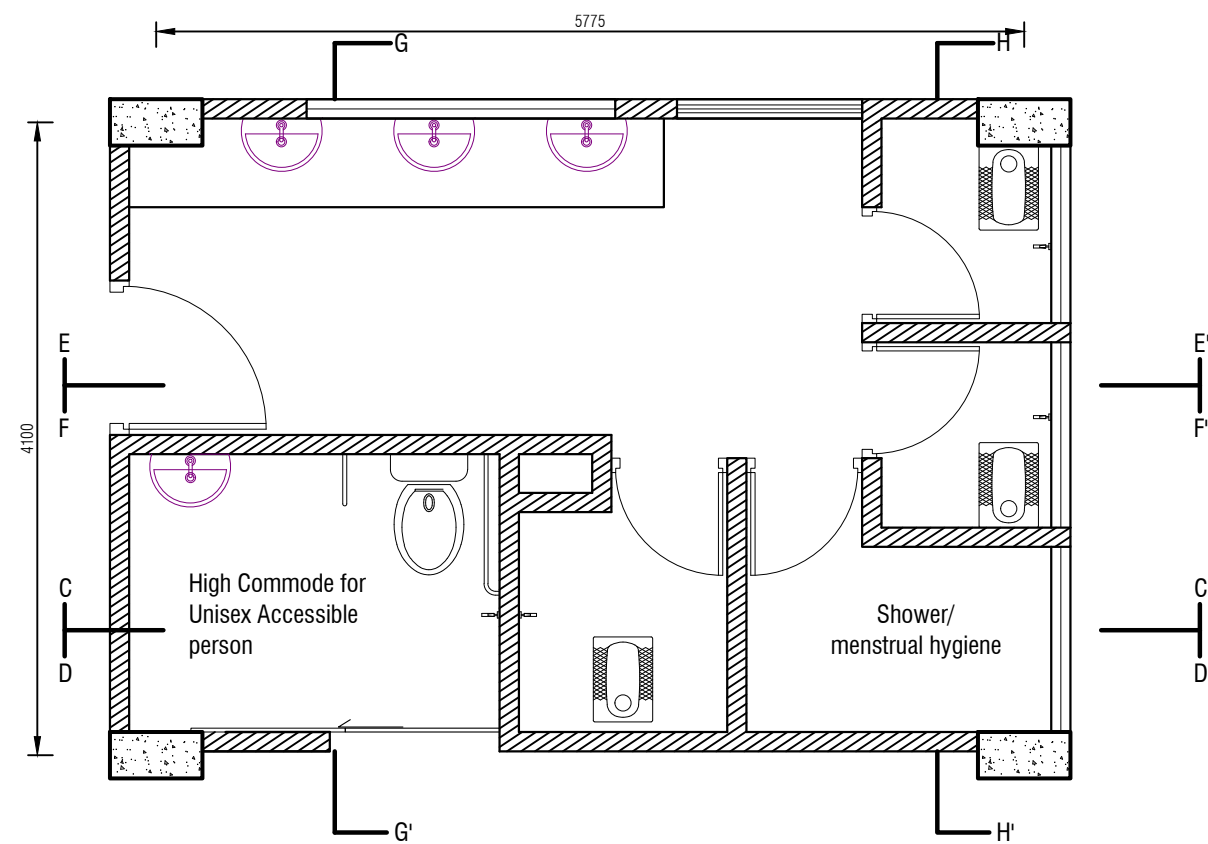 5775
G
H
E
E'
F
F'
4100
High Commode for
Unisex Accessible
person
C
C
Shower/
menstrual hygiene
D
D
G'
H'